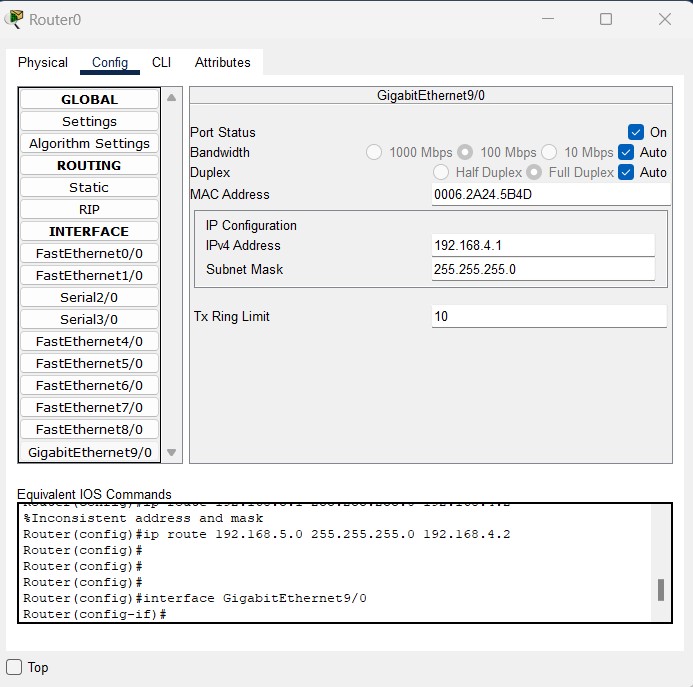 Router0
Physical Config CLI Attributes
GLOBAL
Settings
Algorithm Settings
ROUTING
Static
RIP
INTERFACE
FastEthernet0/0
FastEthernet1/0
Serial2/0
Serial3/0
FastEthernet4/0
FastEthernet5/0
FastEthernet6/0
FastEthernet7/0
FastEthernet8/0
GigabitEthernet9/0
GigabitEthernet9/0
Port Status On
Bandwidth 1000 Mbps 100 Mbps 10 Mbps Auto
Duplex Half Duplex Full Duplex Auto
MAC Address 0006.2A24.5B4D
IP Configuration
IPv4 Address 192.168.4.1
Subnet Mask 255.255.255.0
Tx Ring Limit 10
Equivalent IOS Commands
%Inconsistent address and mask
Router(config)#ip route 192.168.5.0 255.255.255.0 192.168.4.2
Router(config)#
Router(config)#
Router(config)#
Router(config)#interface GigabitEthernet9/0
Router(config-if)#
Top